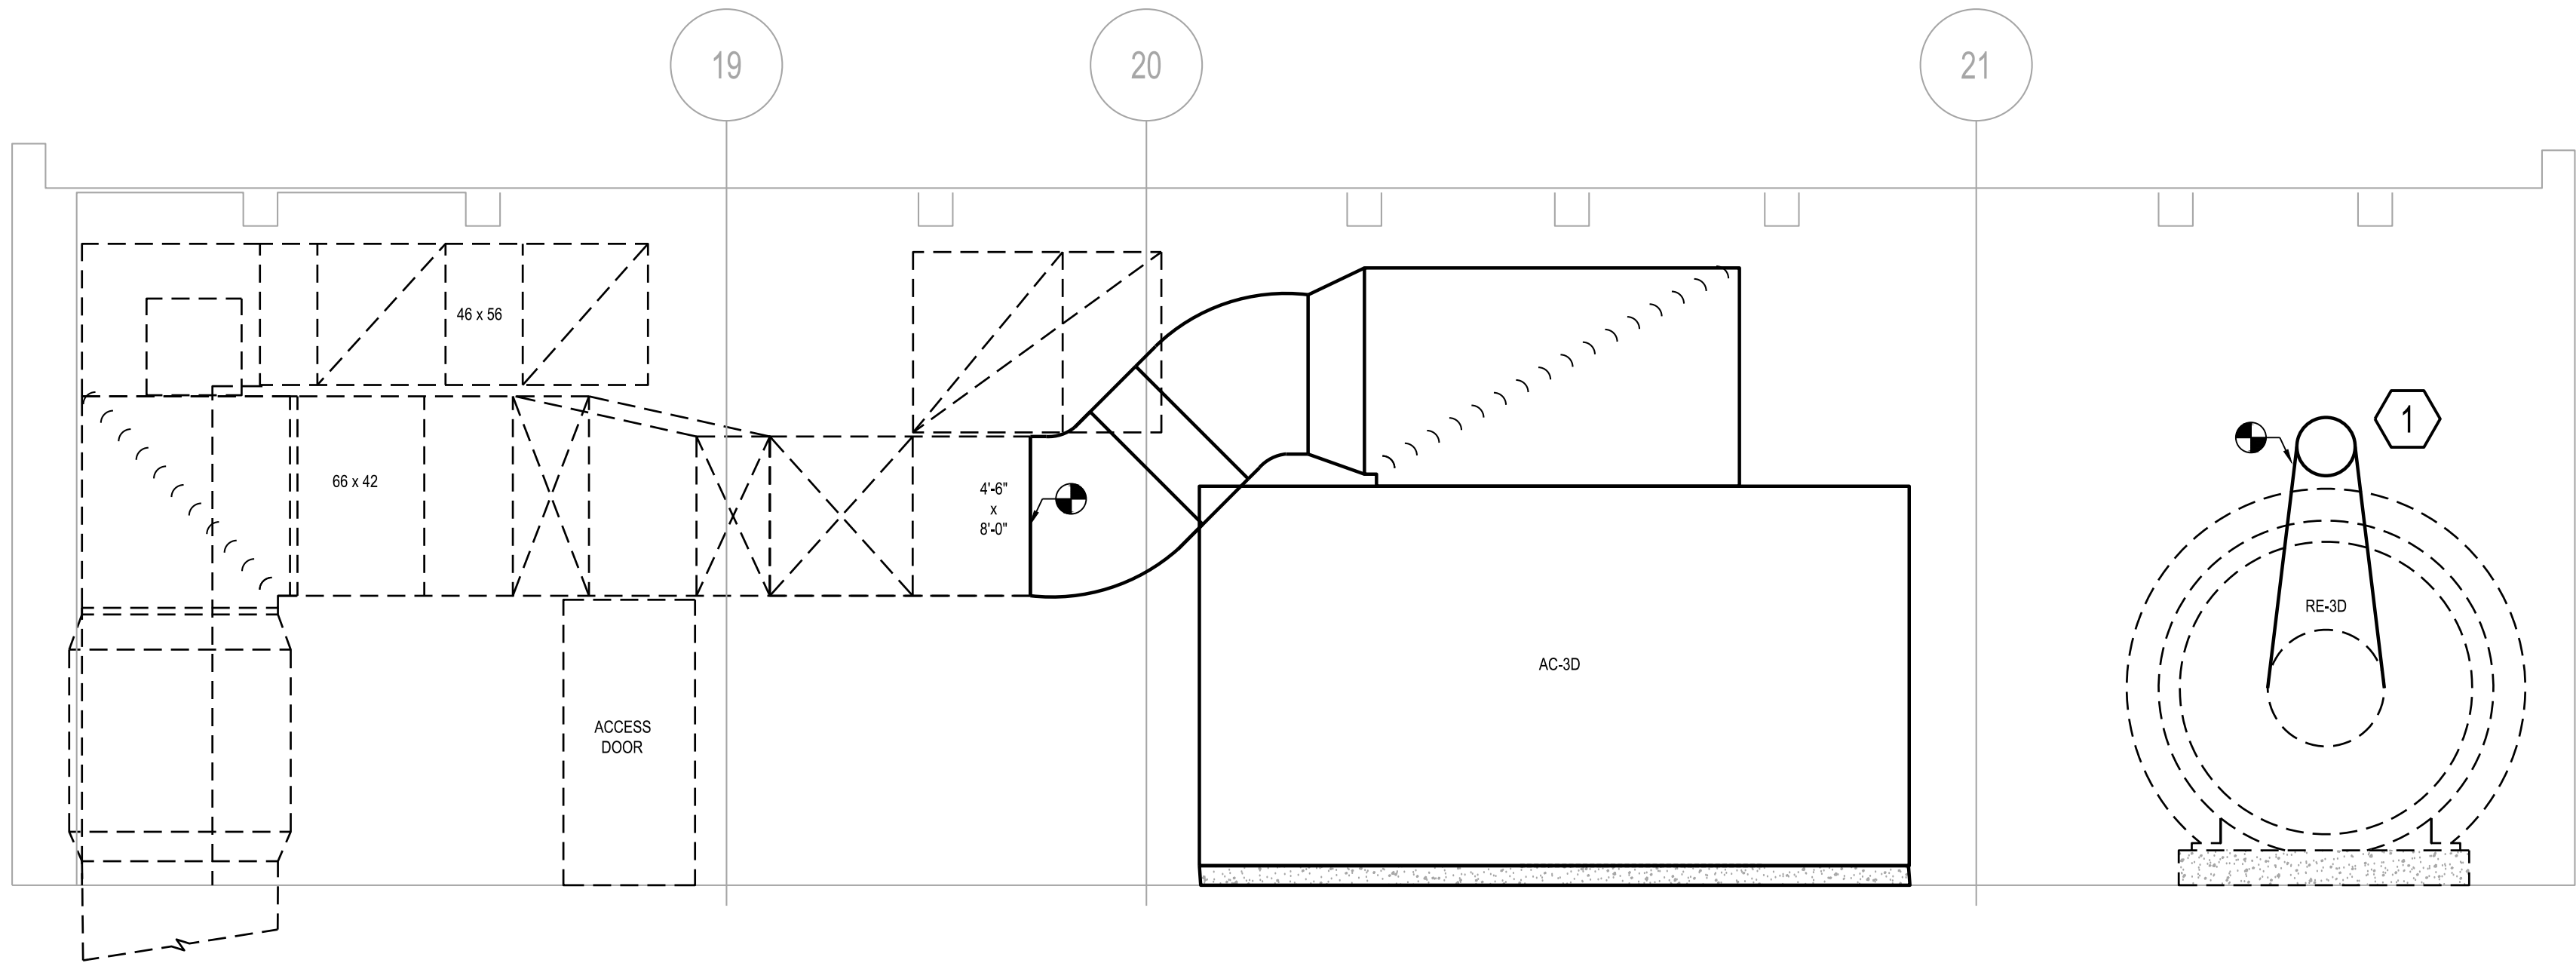 19
20
21
46 x 56
1
66 x 42
4'-6"
x
8'-0"
RE-3D
AC-3D
ACCESS
DOOR